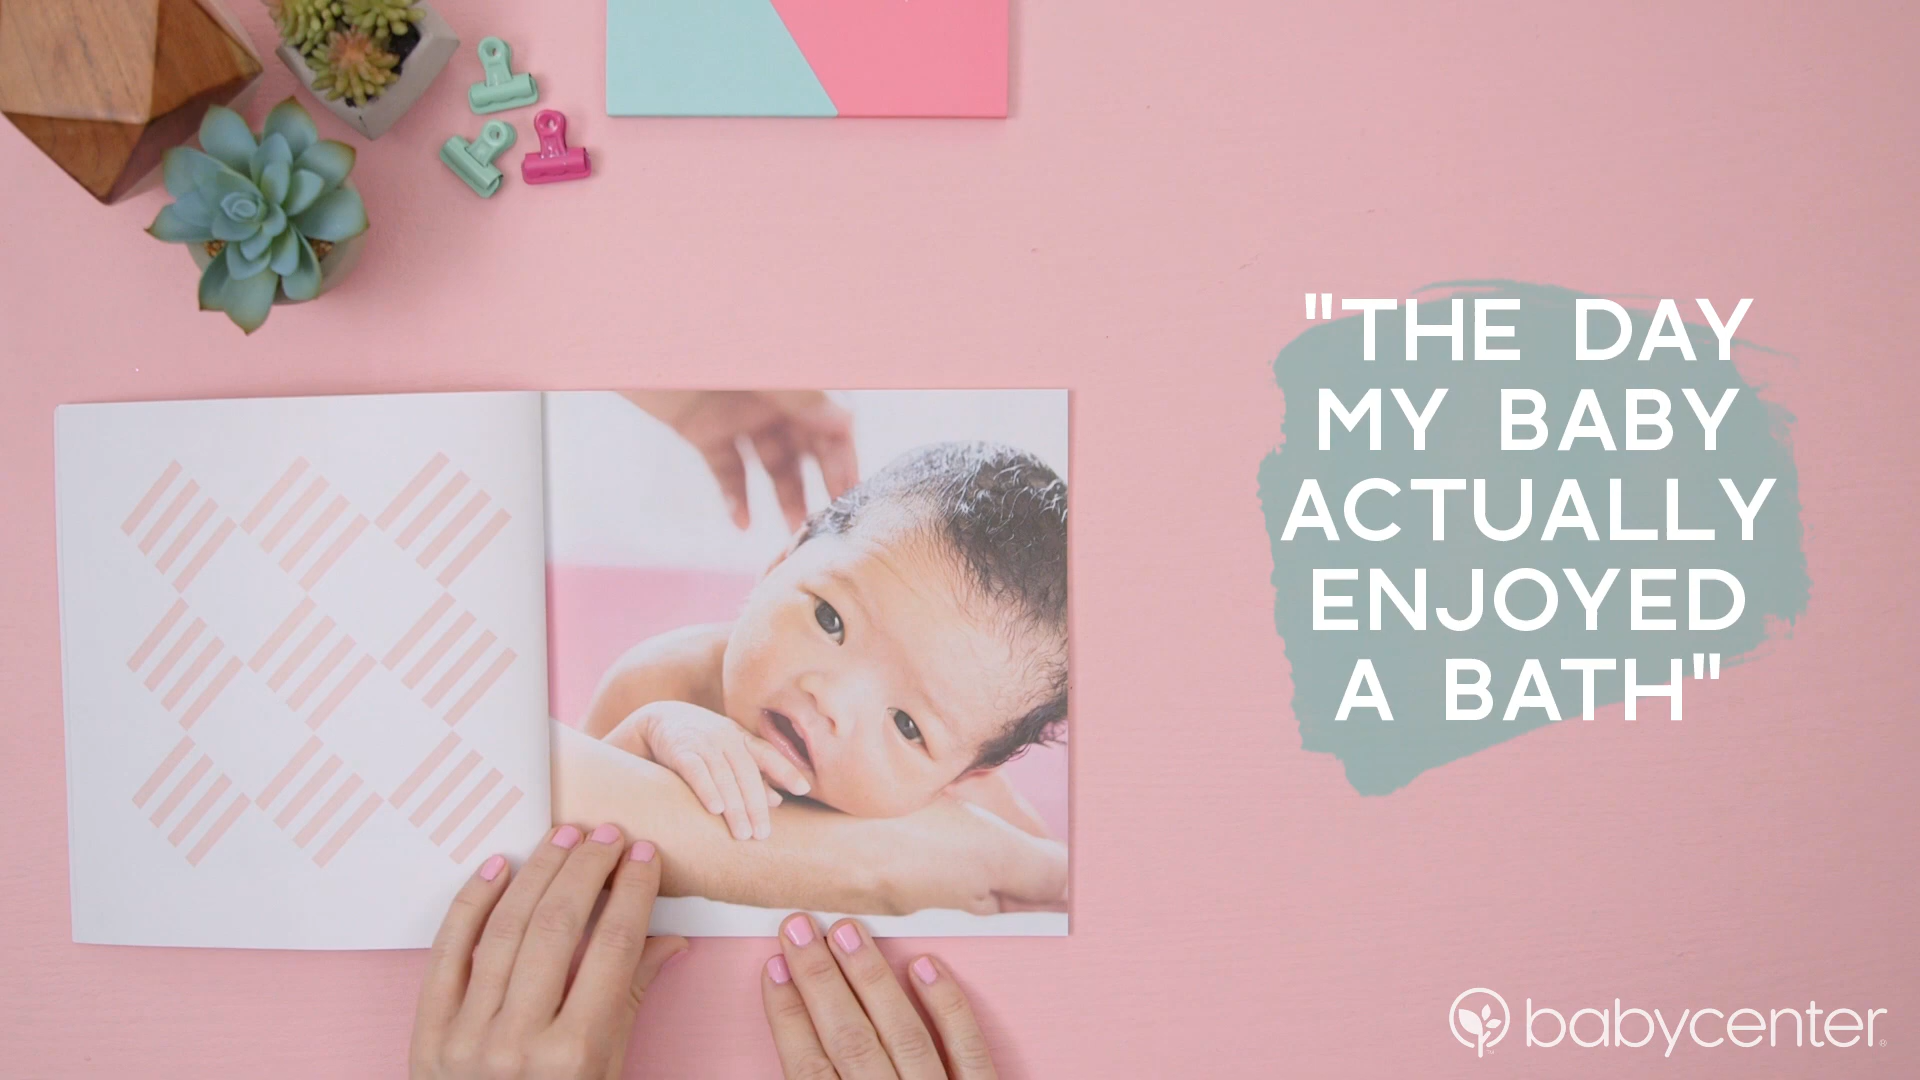 "THE DAY
MY BABY
ACTUALLY
ENJOYED
A BATH"
babycenter